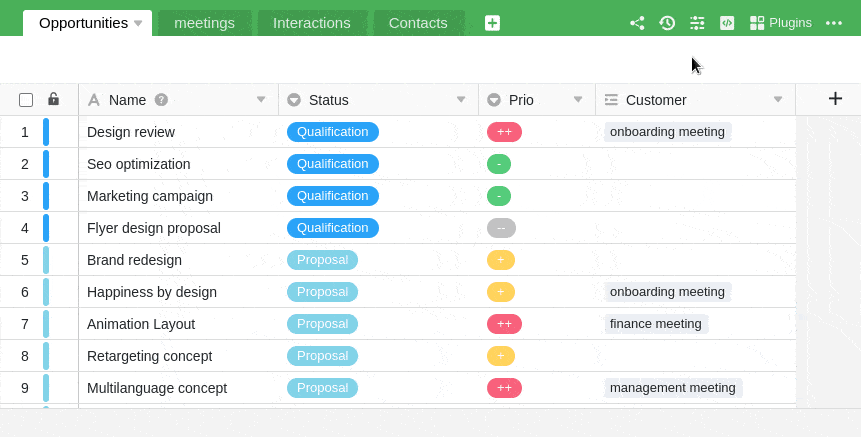 Opportunities meetings Interactions Contacts Plugins
Name Status Prio Customer
1 Design review Qualification ++ onboarding meeting
2 Seo optimization Qualification -
3 Marketing campaign Qualification -
4 Flyer design proposal Qualification --
5 Brand redesign Proposal +
6 Happiness by design Proposal + onboarding meeting
7 Animation Layout Proposal ++ finance meeting
8 Retargeting concept Proposal +
9 Multilanguage concept Proposal ++ management meeting